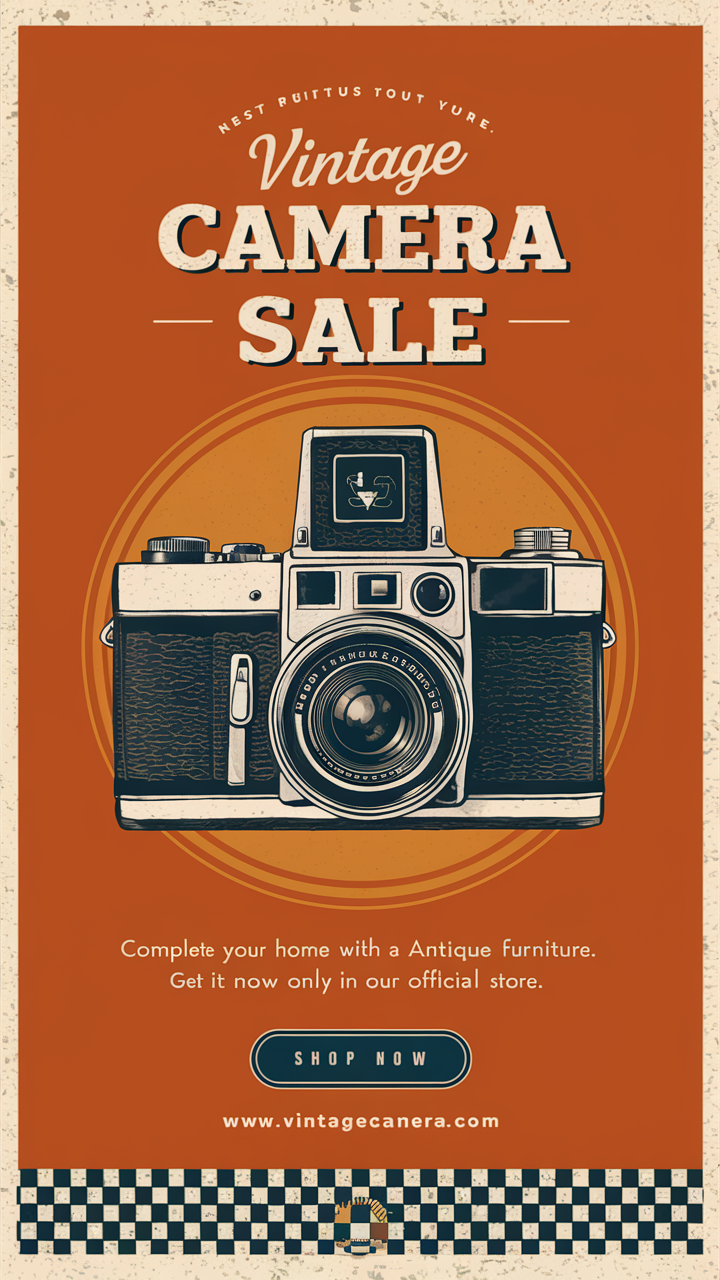 NEST RUITTUS TOUT YURE.
Vintage
CAMERA
SALE
Complete your home with a Antique Furniture.
Get it now only in our official store.
SHOP NOW
www.vintagecanera.com